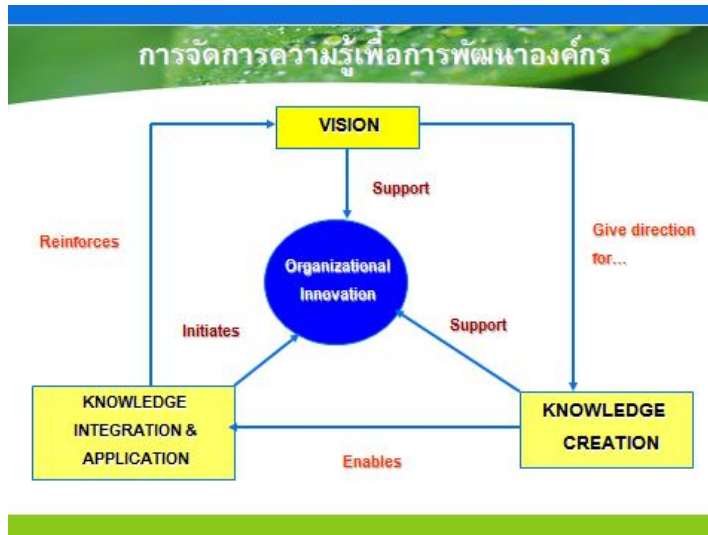 การจัดการความรู้เพื่อการพัฒนาองค์กร
VISION
Support
Reinforces
Give direction
for...
Organizational
Innovation
Initiates
Support
KNOWLEDGE
INTEGRATION &
APPLICATION
KNOWLEDGE
CREATION
Enables